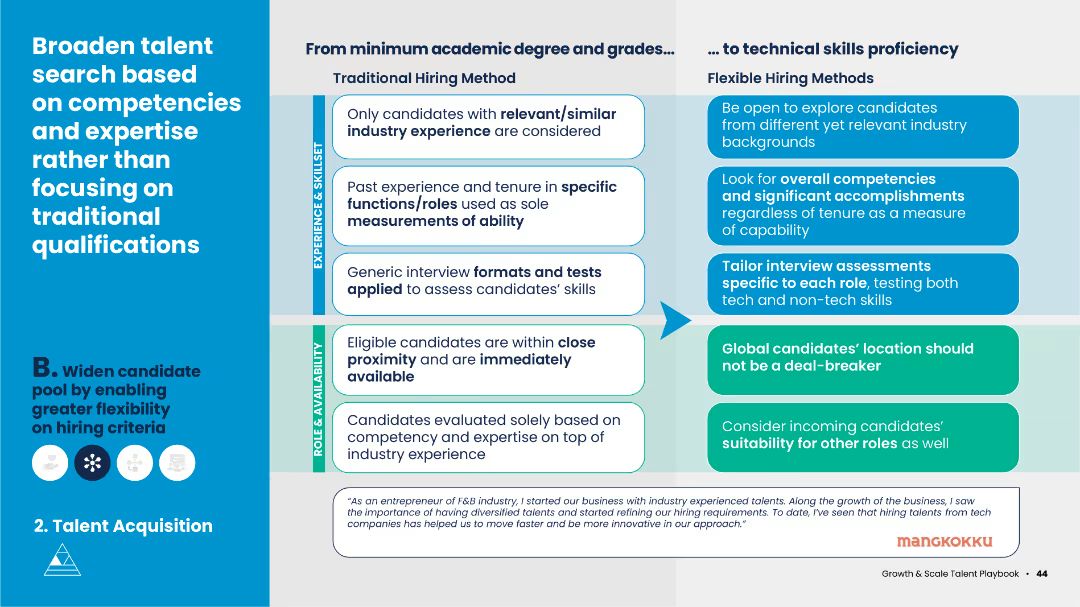 Broaden talent
search based
on competencies
and expertise
rather than
focusing on
traditional
qualifications
B. Widen candidate
pool by enabling
greater flexibility
on hiring criteria
2. Talent Acquisition
From minimum academic degree and grades...
Traditional Hiring Method
EXPERIENCE & SKILLSET
Only candidates with relevant/similar
industry experience are considered
Past experience and tenure in specific
functions/roles used as sole
measurements of ability
Generic interview formats and tests
applied to assess candidates' skills
ROLE & AVAILABILITY
Eligible candidates are within close
proximity and are immediately
available
Candidates evaluated solely based on
competency and expertise on top of
industry experience
... to technical skills proficiency
Flexible Hiring Methods
Be open to explore candidates
from different yet relevant industry
backgrounds
Look for overall competencies
and significant accomplishments
regardless of tenure as a measure
of capability
Tailor interview assessments
specific to each role, testing both
tech and non-tech skills
Global candidates' location should
not be a deal-breaker
Consider incoming candidates'
suitability for other roles as well
"As an entrepreneur of F&B industry, I started our business with industry experienced talents. Along the growth of the business, I saw
the importance of having diversified talents and started refining our hiring requirements. To date, I've seen that hiring talents from tech
companies has helped us to move faster and be more innovative in our approach."
mangkokku
Growth & Scale Talent Playbook • 44